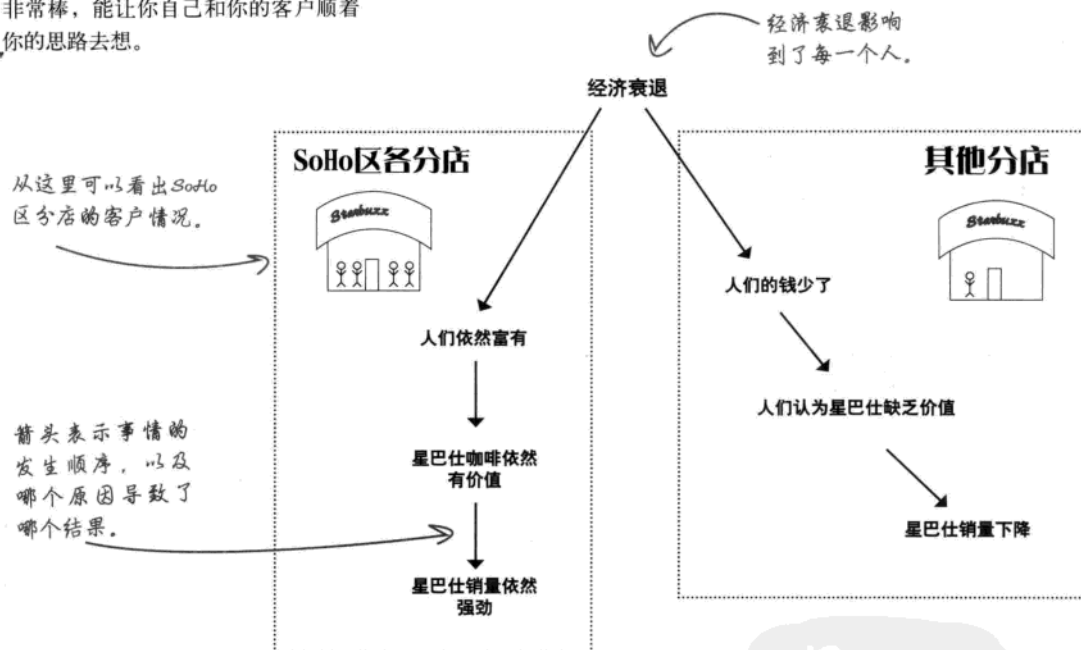 非常棒，能让你自己和你的客户顺着
你的思路去想。
经济衰退影响
到了每一个人。
经济衰退
SoHo区各分店
其他分店
从这里可以看出SoHo
区分店的客户情况。
Starbuzz
Starbuzz
人们的钱少了
人们依然富有
人们认为星巴仕缺乏价值
箭头表示事情的
发生顺序，以及
哪个原因导致了
哪个结果。
星巴仕咖啡依然
有价值
星巴仕销量下降
星巴仕销量依然
强劲